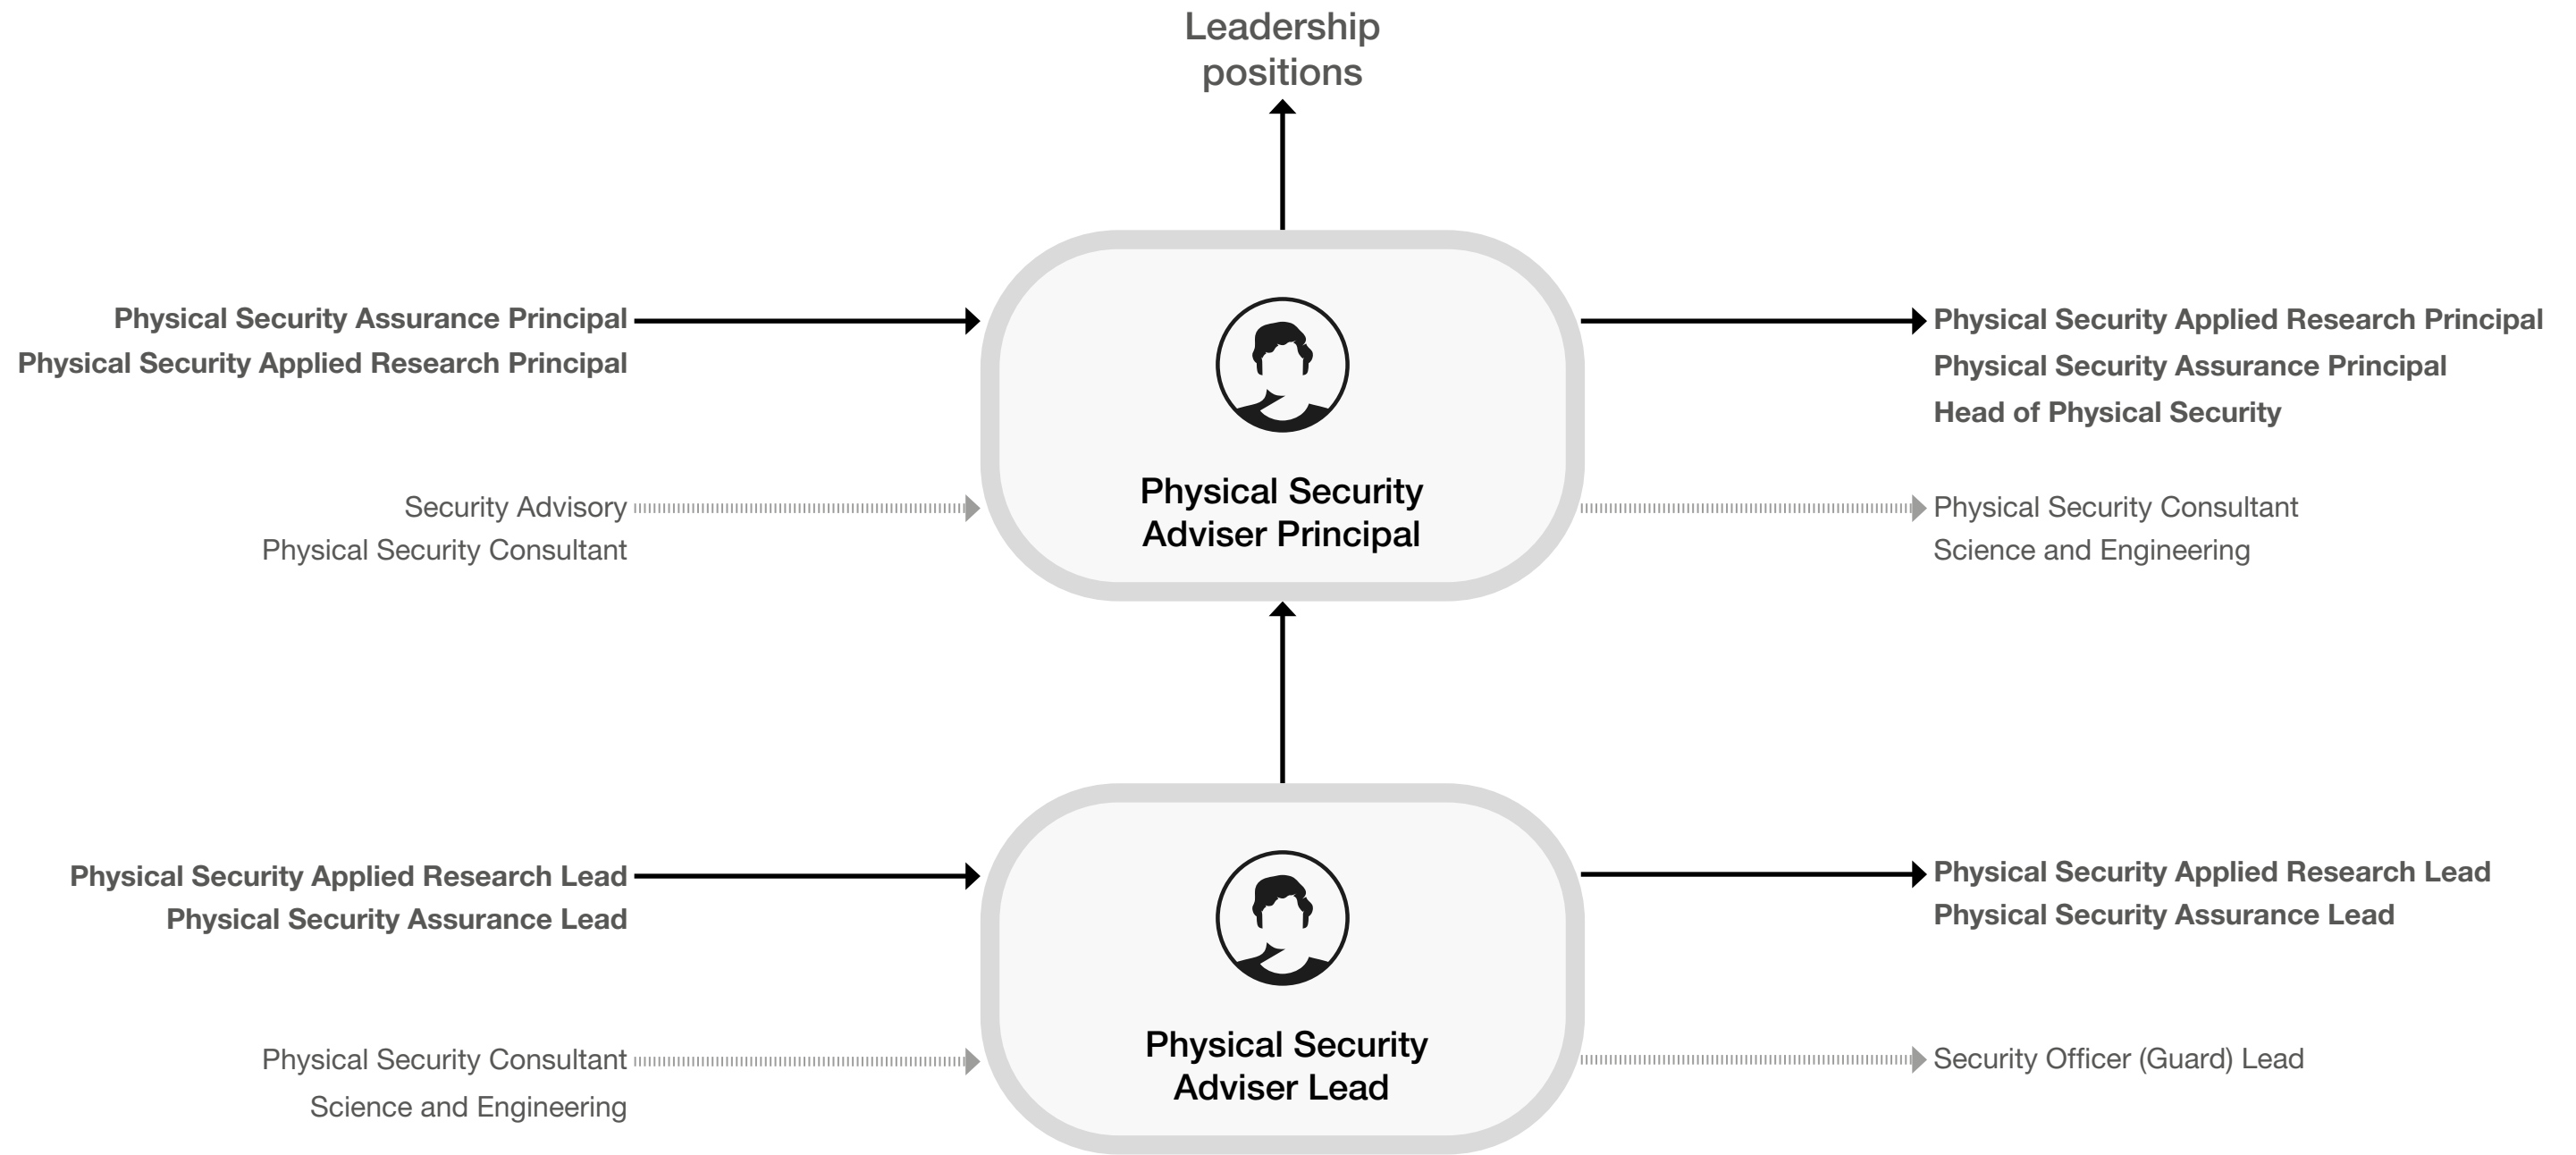 Leadership
positions
Physical Security Assurance Principal
Physical Security Applied Research Principal
Security Advisory
Physical Security Consultant
Physical Security
Adviser Principal
Physical Security Applied Research Principal
Physical Security Assurance Principal
Head of Physical Security
Physical Security Consultant
Science and Engineering
Physical Security Applied Research Lead
Physical Security Assurance Lead
Physical Security Consultant
Science and Engineering
Physical Security
Adviser Lead
Physical Security Applied Research Lead
Physical Security Assurance Lead
Security Officer (Guard) Lead